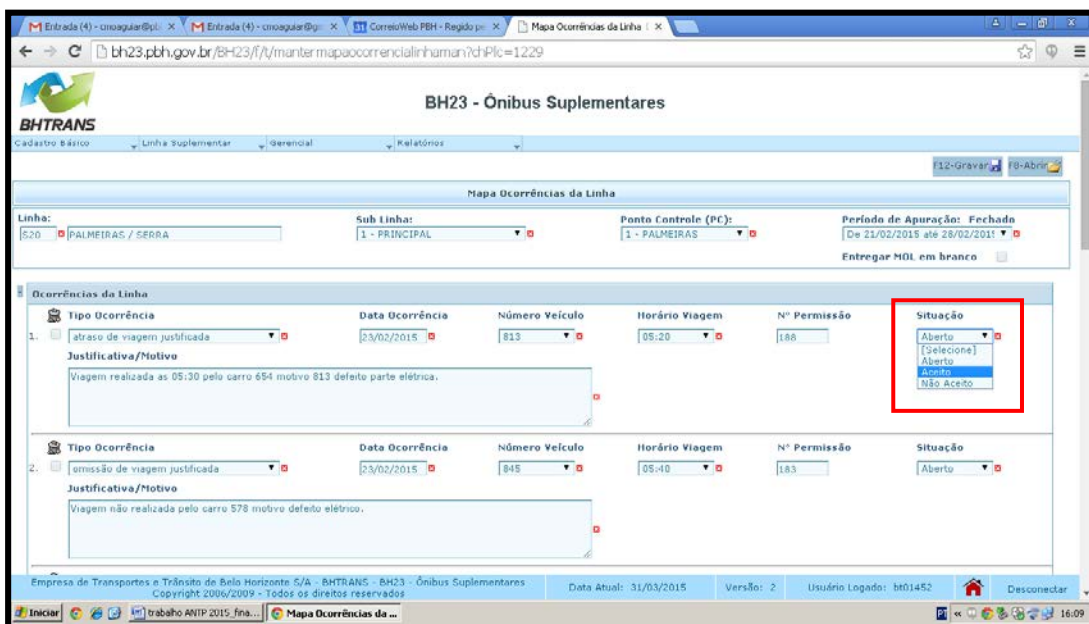 Entrada (4) - cmoaguiar@pb
Entrada (4) - cmoaguiar@gm
CorreioWeb PBH - Regido po
Mapa Ocorrências da Linha
bh23.pbh.gov.br/BH23/f/t/mantermapaocorrencialinhaman?chPlc=1229
BHTRANS
BH23 - Ônibus Suplementares
Cadastro Básico Linha Suplementar Gerencial Relatórios
F12-Gravar F8-Abrir
Mapa Ocorrências da Linha
Linha: Sub Linha: Ponto Controle (PC): Período de Apuração: Fechado
S20 PALMEIRAS / SERRA 1 - PRINCIPAL 1 - PALMEIRAS De 21/02/2015 até 28/02/201
Entregar MOL em branco
Ocorrências da Linha
Tipo Ocorrência Data Ocorrência Número Veículo Horário Viagem N° Permissão Situação
1. atraso de viagem justificada 23/02/2015 813 05:20 188 Aberto
[Selecione]
Aberto
Aceito
Não Aceito
Justificativa/Motivo
Viagem realizada as 05:30 pelo carro 654 motivo 813 defeito parte elétrica.
Tipo Ocorrência Data Ocorrência Número Veículo Horário Viagem N° Permissão Situação
2. omissão de viagem justificada 23/02/2015 845 05:40 183 Aberto
Justificativa/Motivo
Viagem não realizada pelo carro 578 motivo defeito elétrico.
Empresa de Transportes e Trânsito de Belo Horizonte S/A - BHTRANS - BH23 - Ônibus Suplementares
Copyright 2006/2009 - Todos os direitos reservados
Data Atual: 31/03/2015 Versão: 2 Usuário Logado: bt01452 Desconectar
Iniciar trabalho ANTP 2015_fina... Mapa Ocorrências da ... PT 16:09